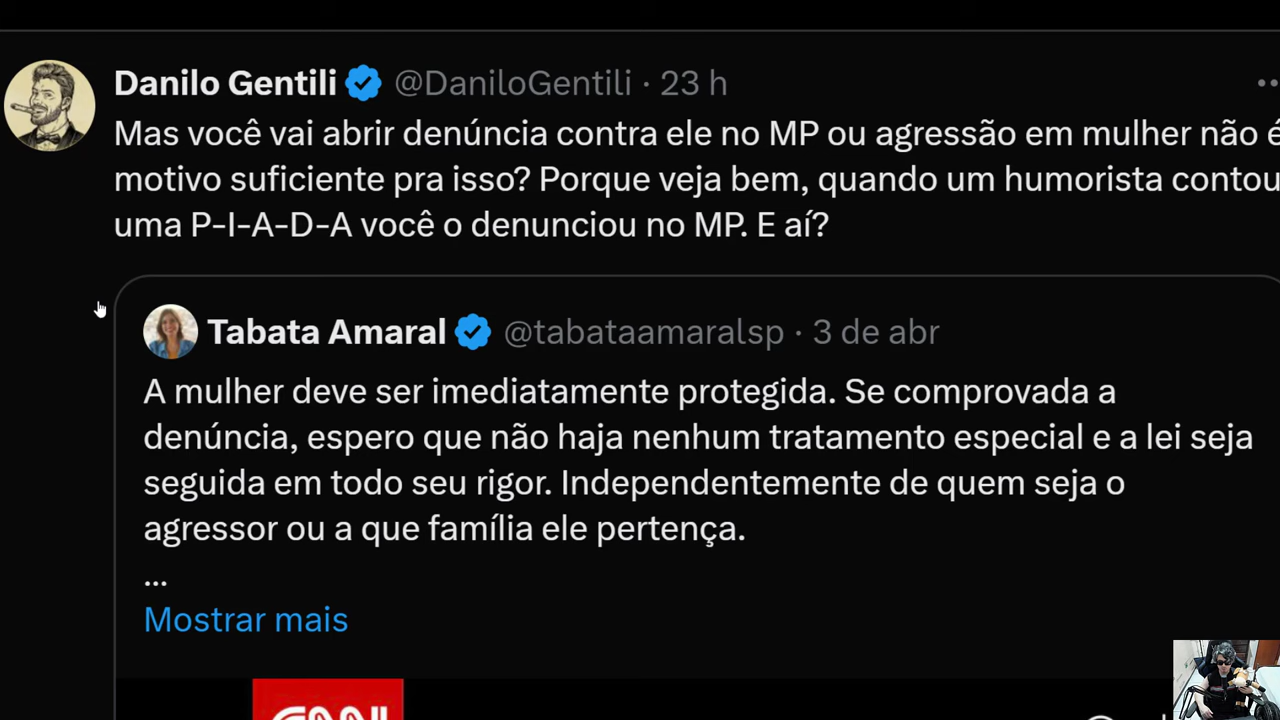 Danilo Gentili @DaniloGentili · 23 h
Mas você vai abrir denúncia contra ele no MP ou agressão em mulher não é
motivo suficiente pra isso? Porque veja bem, quando um humorista contou
uma P-I-A-D-A você o denunciou no MP. E aí?
Tabata Amaral @tabataamaralsp · 3 de abr
A mulher deve ser imediatamente protegida. Se comprovada a
denúncia, espero que não haja nenhum tratamento especial e a lei seja
seguida em todo seu rigor. Independentemente de quem seja o
agressor ou a que família ele pertença.
...
Mostrar mais
CNN